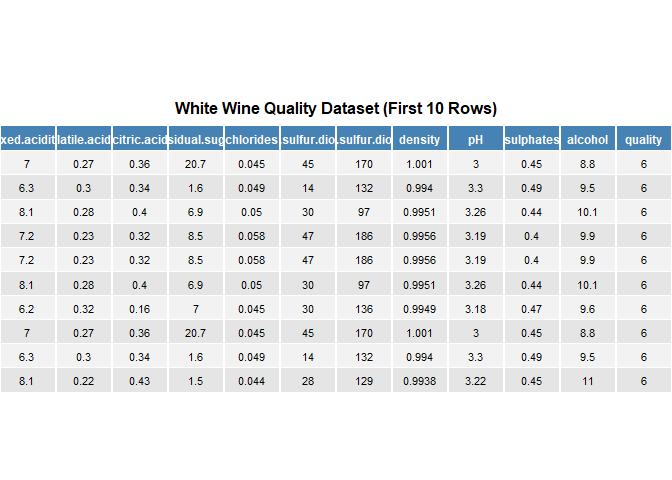 White Wine Quality Dataset (First 10 Rows)
xed.acidit latile.acid citric.acid sidual.sug chlorides .sulfur.dio .sulfur.dio density pH sulphates alcohol quality
7 0.27 0.36 20.7 0.045 45 170 1.001 3 0.45 8.8 6
6.3 0.3 0.34 1.6 0.049 14 132 0.994 3.3 0.49 9.5 6
8.1 0.28 0.4 6.9 0.05 30 97 0.9951 3.26 0.44 10.1 6
7.2 0.23 0.32 8.5 0.058 47 186 0.9956 3.19 0.4 9.9 6
7.2 0.23 0.32 8.5 0.058 47 186 0.9956 3.19 0.4 9.9 6
8.1 0.28 0.4 6.9 0.05 30 97 0.9951 3.26 0.44 10.1 6
6.2 0.32 0.16 7 0.045 30 136 0.9949 3.18 0.47 9.6 6
7 0.27 0.36 20.7 0.045 45 170 1.001 3 0.45 8.8 6
6.3 0.3 0.34 1.6 0.049 14 132 0.994 3.3 0.49 9.5 6
8.1 0.22 0.43 1.5 0.044 28 129 0.9938 3.22 0.45 11 6